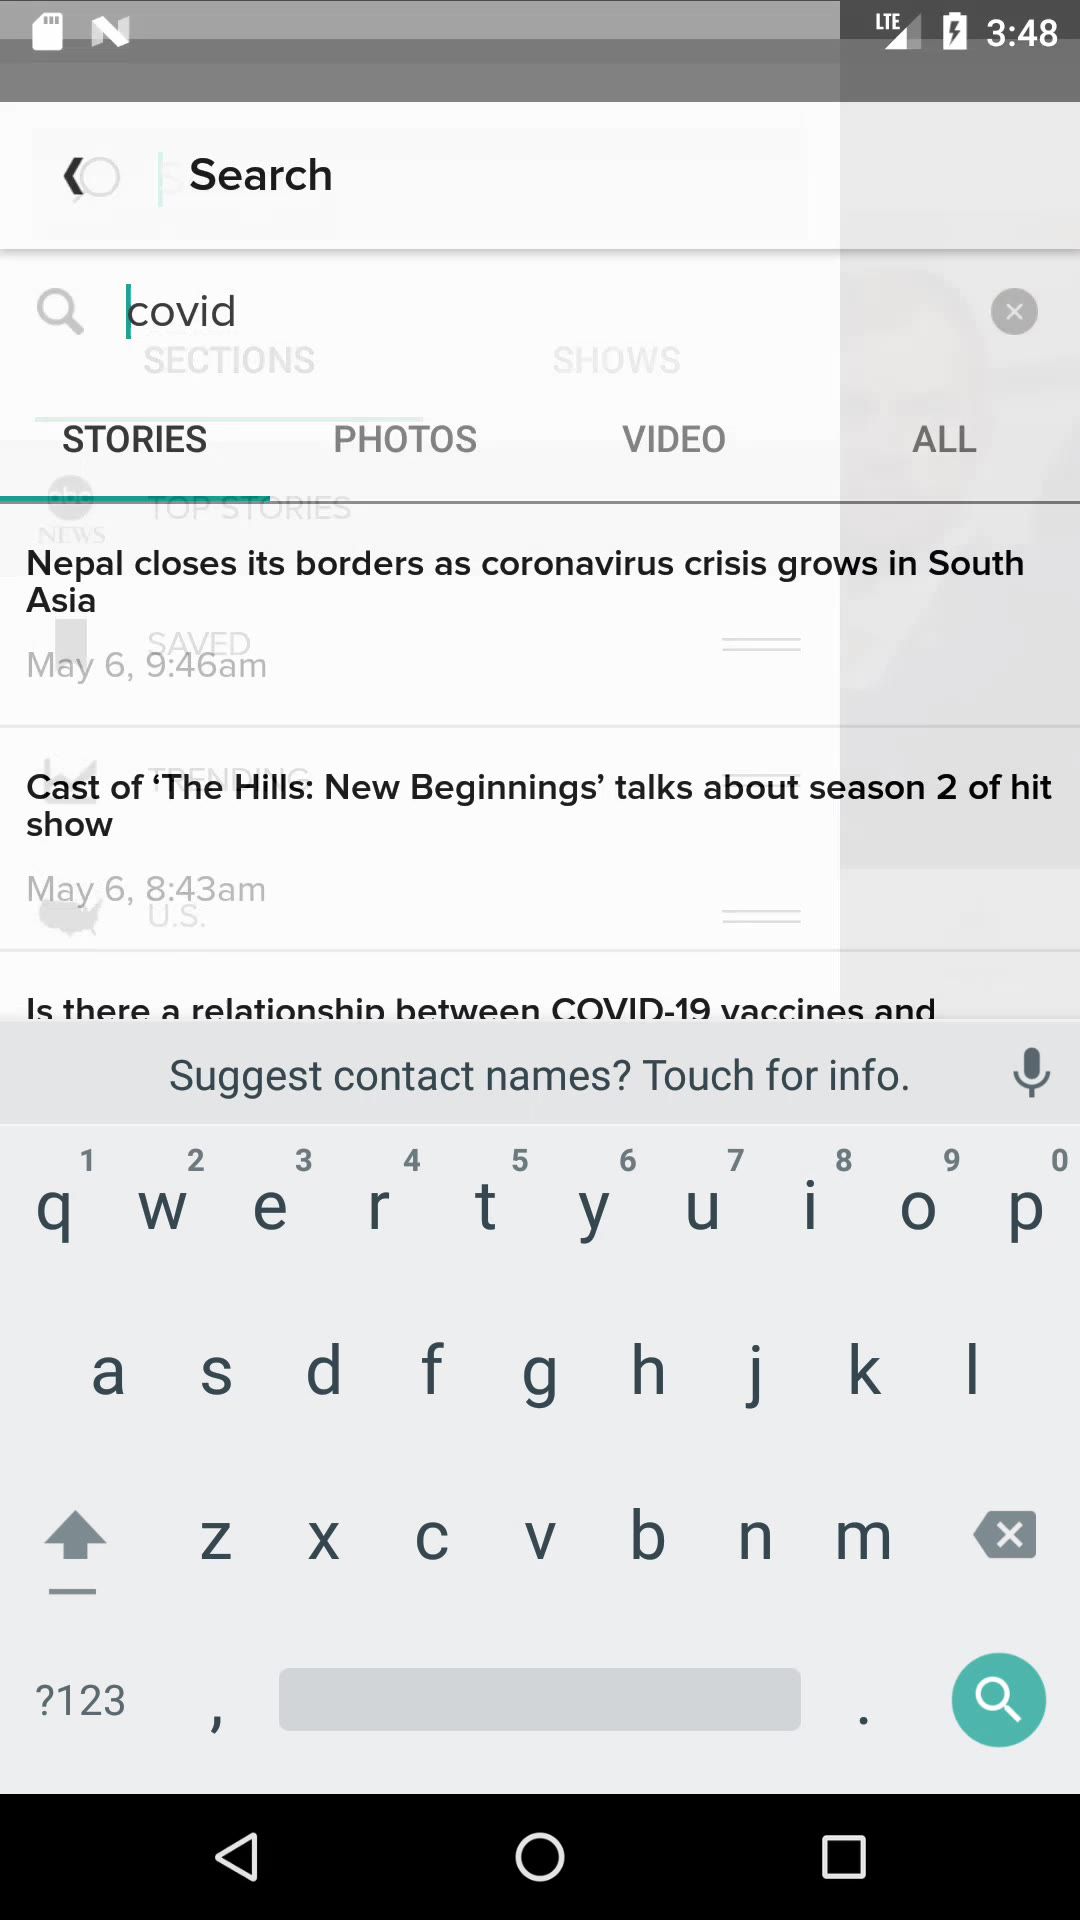 LTE 3:48
Search
covid
SECTIONS SHOWS
STORIES PHOTOS VIDEO ALL
abc
NEWS
TOP STORIES
Nepal closes its borders as coronavirus crisis grows in South
Asia
SAVED
May 6, 9:46am
TRENDING
Cast of ‘The Hills: New Beginnings’ talks about season 2 of hit
show
May 6, 8:43am
U.S.
Is there a relationship between COVID-19 vaccines and
Suggest contact names? Touch for info.
1 2 3 4 5 6 7 8 9 0
q w e r t y u i o p
a s d f g h j k l
z x c v b n m
?123 , .